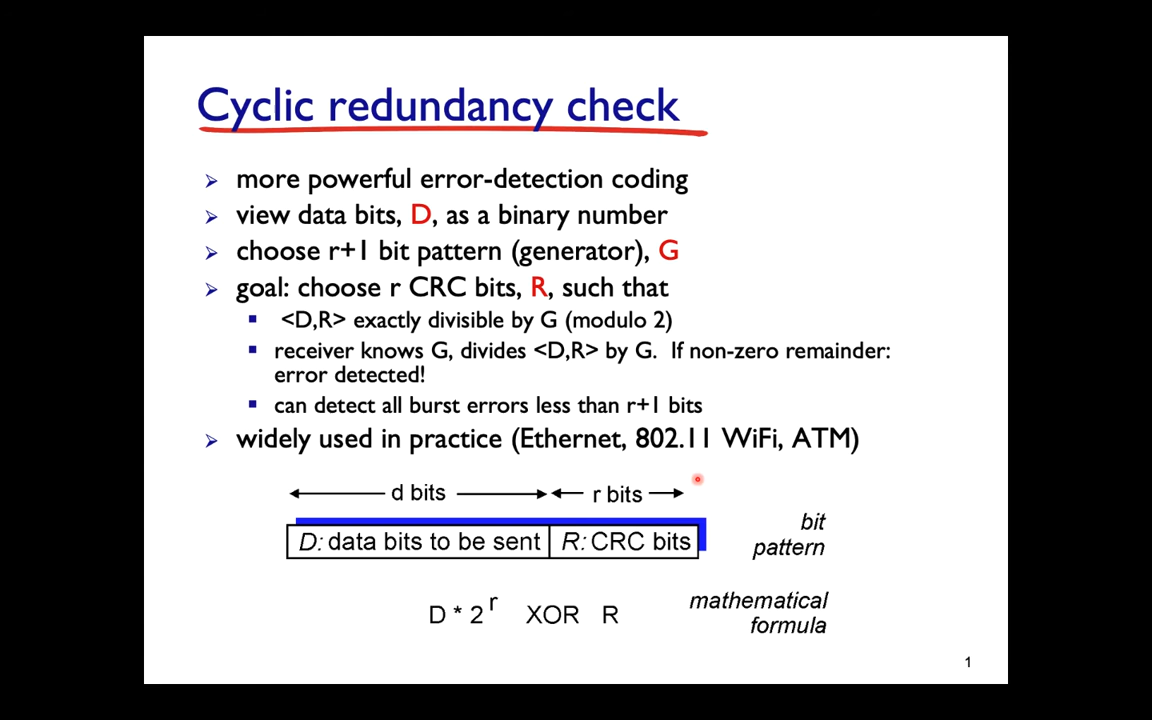 Cyclic redundancy check
more powerful error-detection coding
view data bits, D, as a binary number
choose r+1 bit pattern (generator), G
goal: choose r CRC bits, R, such that
<D,R> exactly divisible by G (modulo 2)
receiver knows G, divides <D,R> by G. If non-zero remainder:
error detected!
can detect all burst errors less than r+1 bits
widely used in practice (Ethernet, 802.11 WiFi, ATM)
d bits r bits
D: data bits to be sent R: CRC bits
bit
pattern
D * 2^r XOR R
mathematical
formula
1